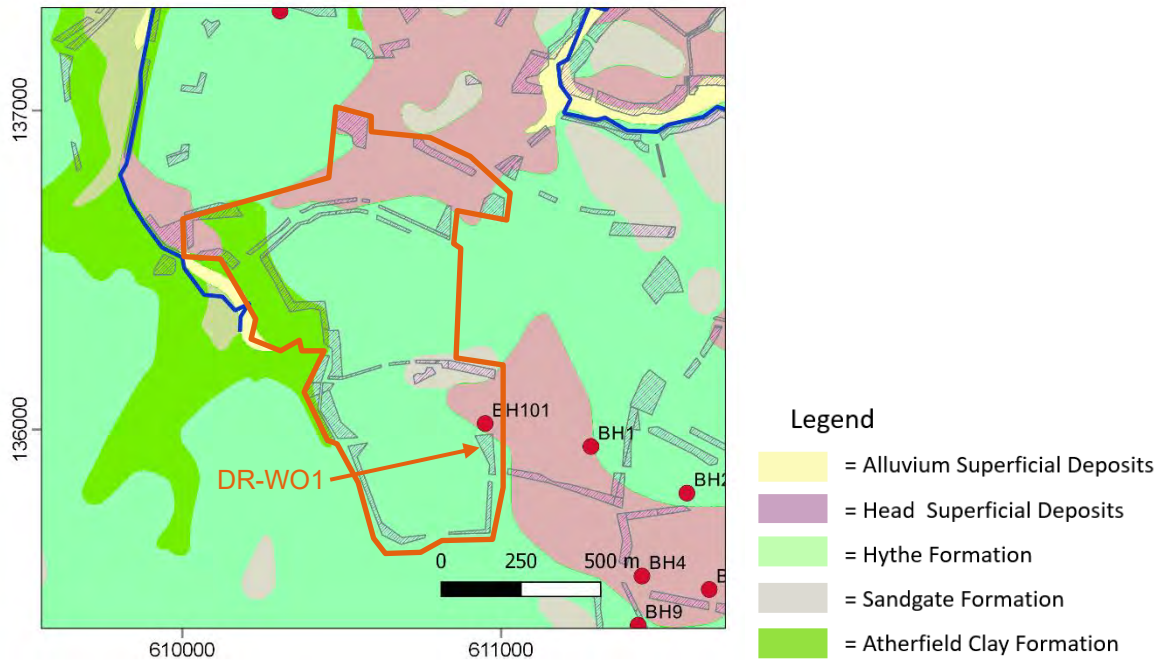 137000
136000
610000
611000
BH101
BH1
BH2
DR-WO1
0
250
500 m
BH4
B
BH9
Legend
= Alluvium Superficial Deposits
= Head Superficial Deposits
= Hythe Formation
= Sandgate Formation
= Atherfield Clay Formation